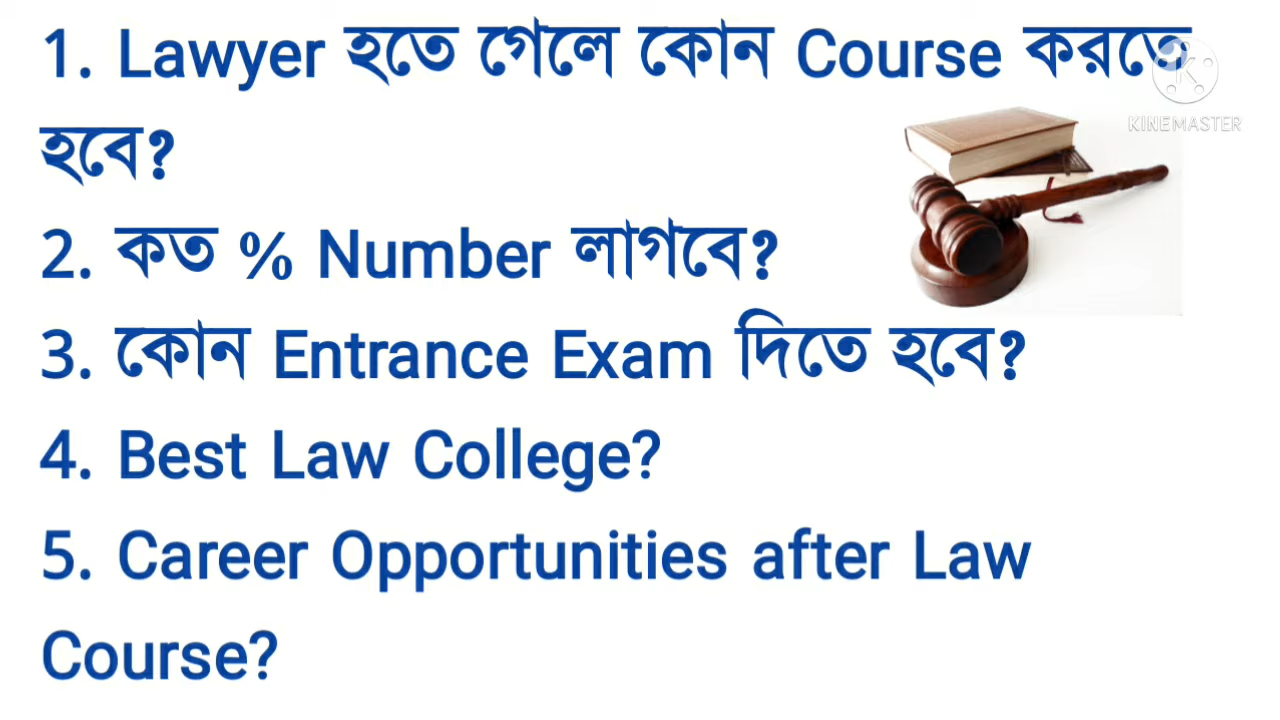 1. Lawyer হতে গেলে কোন Course করতে
হবে?
2. কত % Number লাগবে?
3. কোন Entrance Exam দিতে হবে?
4. Best Law College?
5. Career Opportunities after Law
Course?
K
KINEMASTER